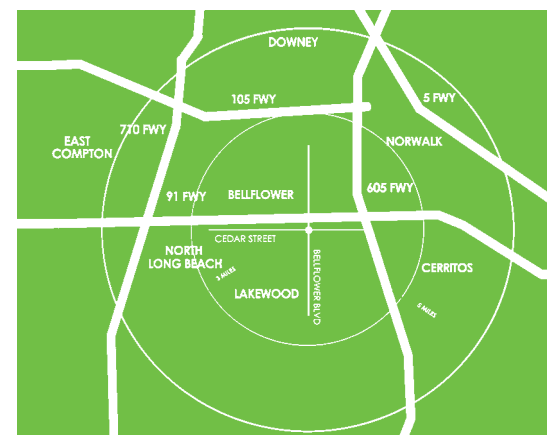 DOWNEY
105 FWY
5 FWY
710 FWY
EAST
COMPTON
NORWALK
91 FWY
BELLFLOWER
605 FWY
CEDAR STREET
NORTH
LONG BEACH
BELLFLOWER BLVD
3 MILES
CERRITOS
LAKEWOOD
5 MILES